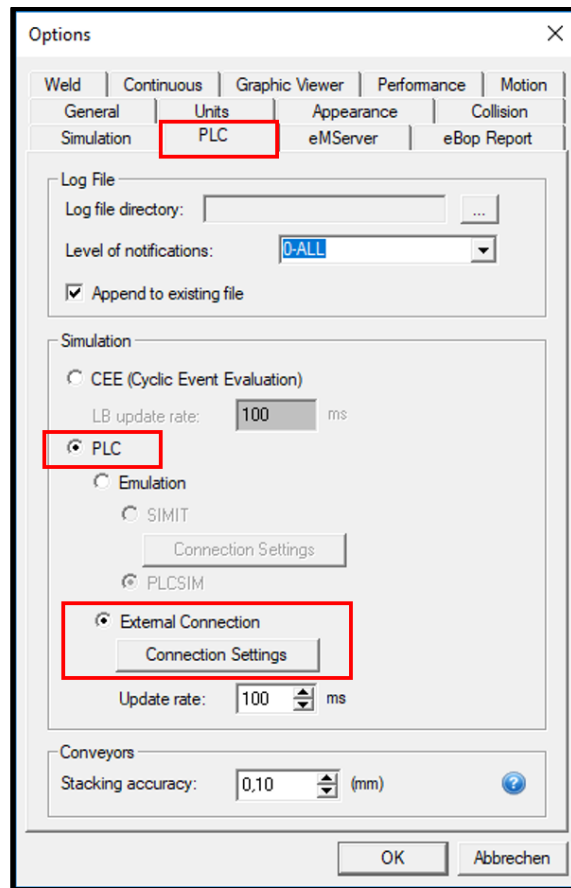 Options
Weld Continuous Graphic Viewer Performance Motion
General Units Appearance Collision
Simulation PLC eMServer eBop Report
Log File
Log file directory: ...
Level of notifications: 0-ALL
Append to existing file
Simulation
CEE (Cyclic Event Evaluation)
LB update rate: 100 ms
PLC
Emulation
SIMIT
Connection Settings
PLCSIM
External Connection
Connection Settings
Update rate: 100 ms
Conveyors
Stacking accuracy: 0,10 (mm) ?
OK Abbrechen